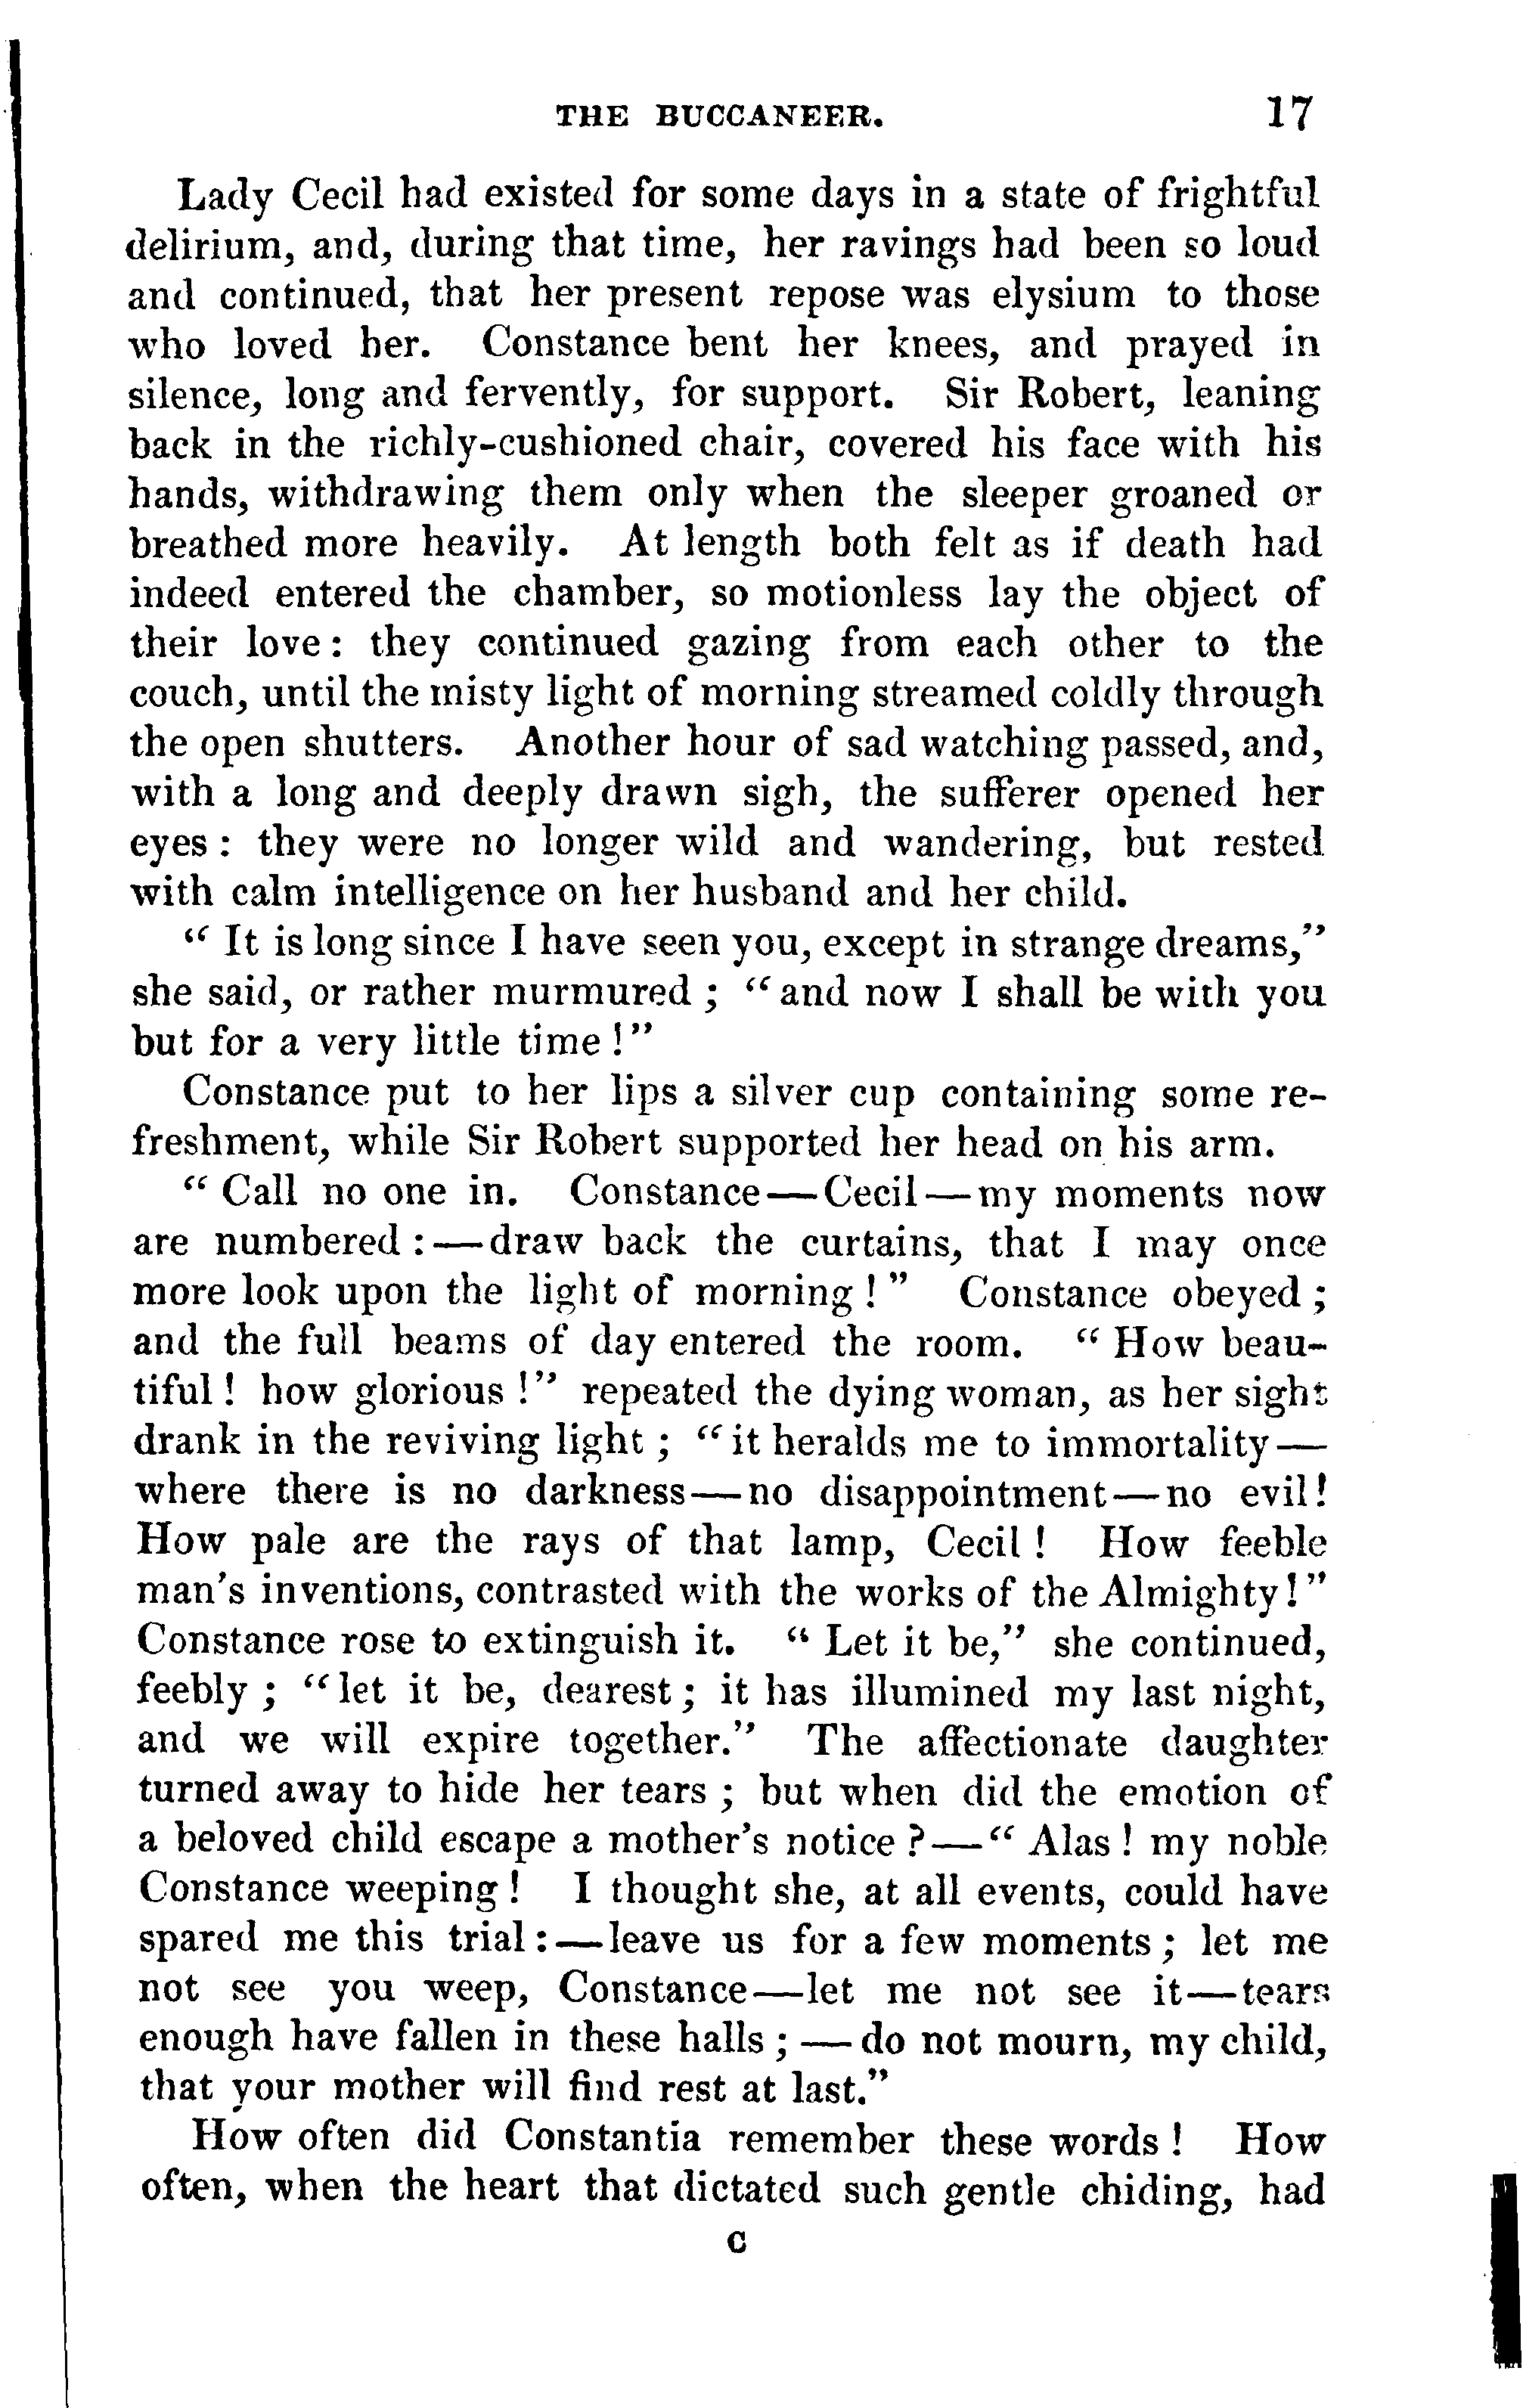 THE BUCCANEER. 17
Lady Cecil had existed for some days in a state of frightful
delirium, and, during that time, her ravings had been so loud
and continued, that her present repose was elysium to those
who loved her. Constance bent her knees, and prayed in
silence, long and fervently, for support. Sir Robert, leaning
back in the richly-cushioned chair, covered his face with his
hands, withdrawing them only when the sleeper groaned or
breathed more heavily. At length both felt as if death had
indeed entered the chamber, so motionless lay the object of
their love: they continued gazing from each other to the
couch, until the misty light of morning streamed coldly through
the open shutters. Another hour of sad watching passed, and,
with a long and deeply drawn sigh, the sufferer opened her
eyes: they were no longer wild and wandering, but rested
with calm intelligence on her husband and her child.
"It is long since I have seen you, except in strange dreams,"
she said, or rather murmured; "and now I shall be with you
but for a very little time!"
Constance put to her lips a silver cup containing some re-
freshment, while Sir Robert supported her head on his arm.
"Call no one in. Constance—Cecil—my moments now
are numbered:—draw back the curtains, that I may once
more look upon the light of morning!" Constance obeyed;
and the full beams of day entered the room. "How beau-
tiful! how glorious!" repeated the dying woman, as her sight
drank in the reviving light; "it heralds me to immortality—
where there is no darkness—no disappointment—no evil!
How pale are the rays of that lamp, Cecil! How feeble
man's inventions, contrasted with the works of the Almighty!"
Constance rose to extinguish it. "Let it be," she continued,
feebly; "let it be, dearest; it has illumined my last night,
and we will expire together." The affectionate daughter
turned away to hide her tears; but when did the emotion of
a beloved child escape a mother's notice?—"Alas! my noble
Constance weeping! I thought she, at all events, could have
spared me this trial:—leave us for a few moments; let me
not see you weep, Constance—let me not see it—tears
enough have fallen in these halls;—do not mourn, my child,
that your mother will find rest at last."
How often did Constantia remember these words! How
often, when the heart that dictated such gentle chiding, had
C